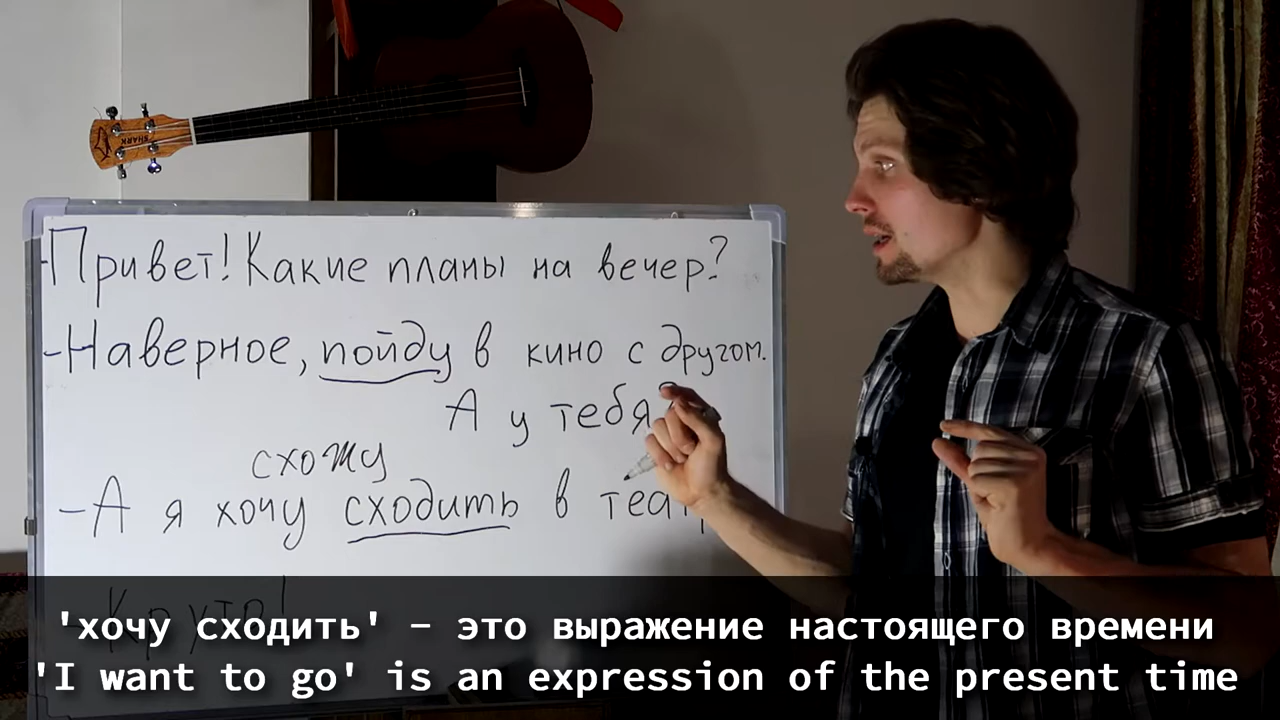 SHARK
-Привет! Какие планы на вечер?
-Наверное, пойду в кино с другом.
А у тебя?
схожу
-А я хочу сходить в
-Круто!
'хочу сходить' – это выражение настоящего времени
'I want to go' is an expression of the present time